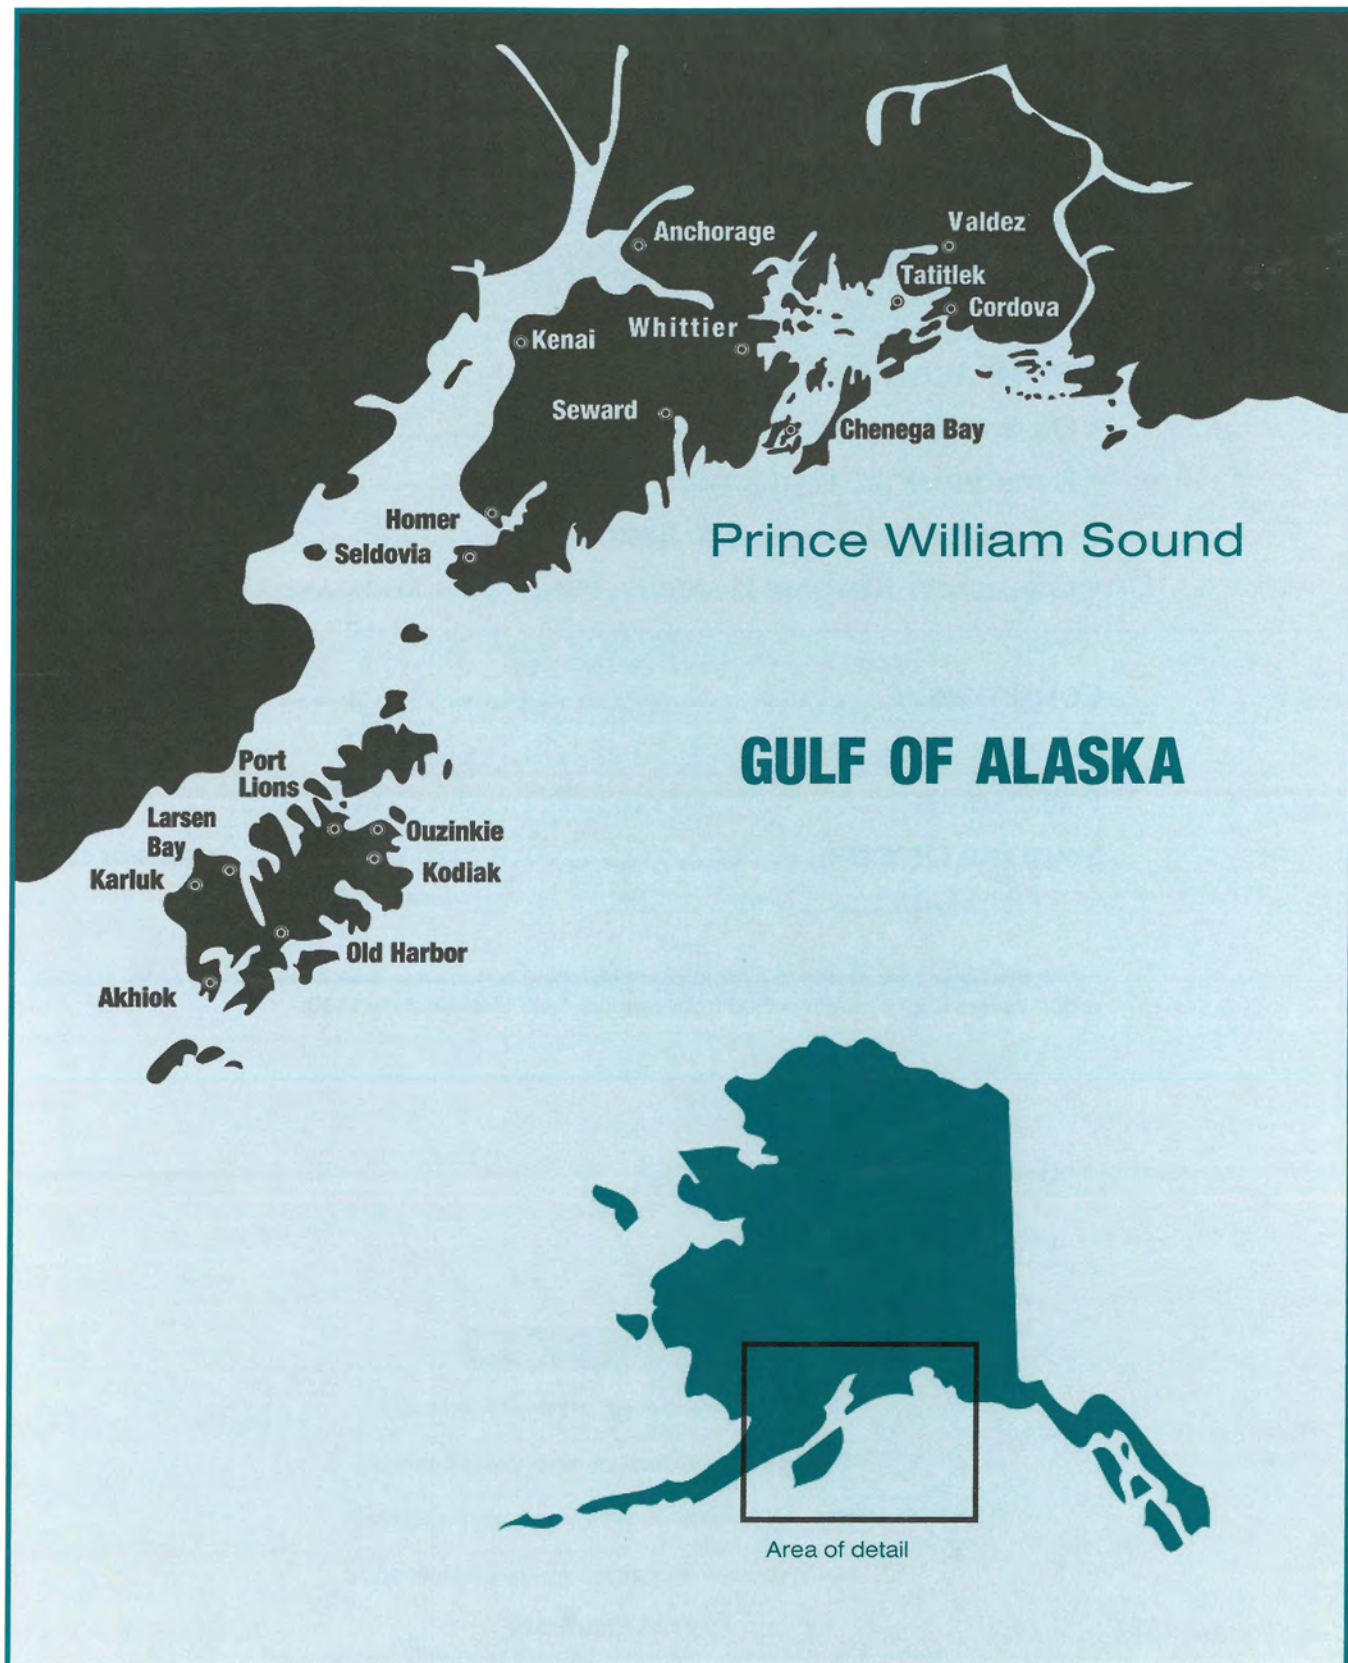 Anchorage
Valdez
Tatitlek
Cordova
Whittier
Kenai
Seward
Chenega Bay
Homer
Seldovia
Prince William Sound
GULF OF ALASKA
Port
Lions
Larsen
Bay
Ouzinkie
Karluk
Kodiak
Old Harbor
Akhiok
Area of detail